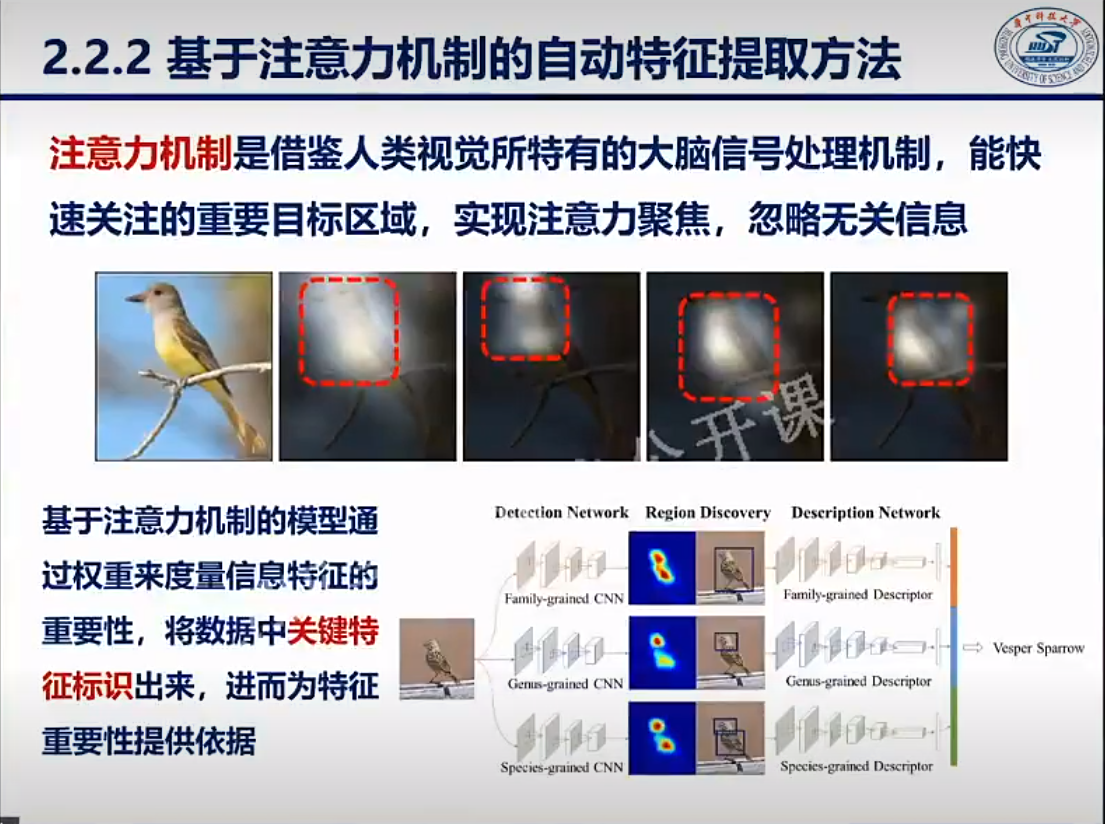 2.2.2 基于注意力机制的自动特征提取方法
注意力机制是借鉴人类视觉所特有的大脑信号处理机制，能快
速关注的重要目标区域，实现注意力聚焦，忽略无关信息
公开课
基于注意力机制的模型通
过权重来度量信息特征的
重要性，将数据中关键特
征标识出来，进而为特征
重要性提供依据
Detection Network
Region Discovery
Description Network
Family-grained CNN
Family-grained Descriptor
Genus-grained CNN
Genus-grained Descriptor
Vesper Sparrow
Species-grained CNN
Species-grained Descriptor